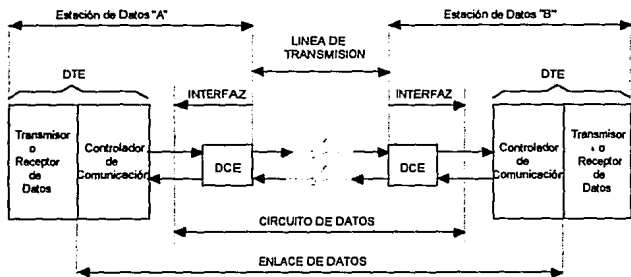 Estación de Datos "A"
Estación de Datos "B"
LINEA DE
TRANSMISION
DTE
INTERFAZ
INTERFAZ
DTE
Transmisor
o
Receptor
de
Datos
Controlador
de
Comunicación
DCE
DCE
Controlador
de
Comunicación
Transmisor
o
Receptor
de
Datos
CIRCUITO DE DATOS
ENLACE DE DATOS